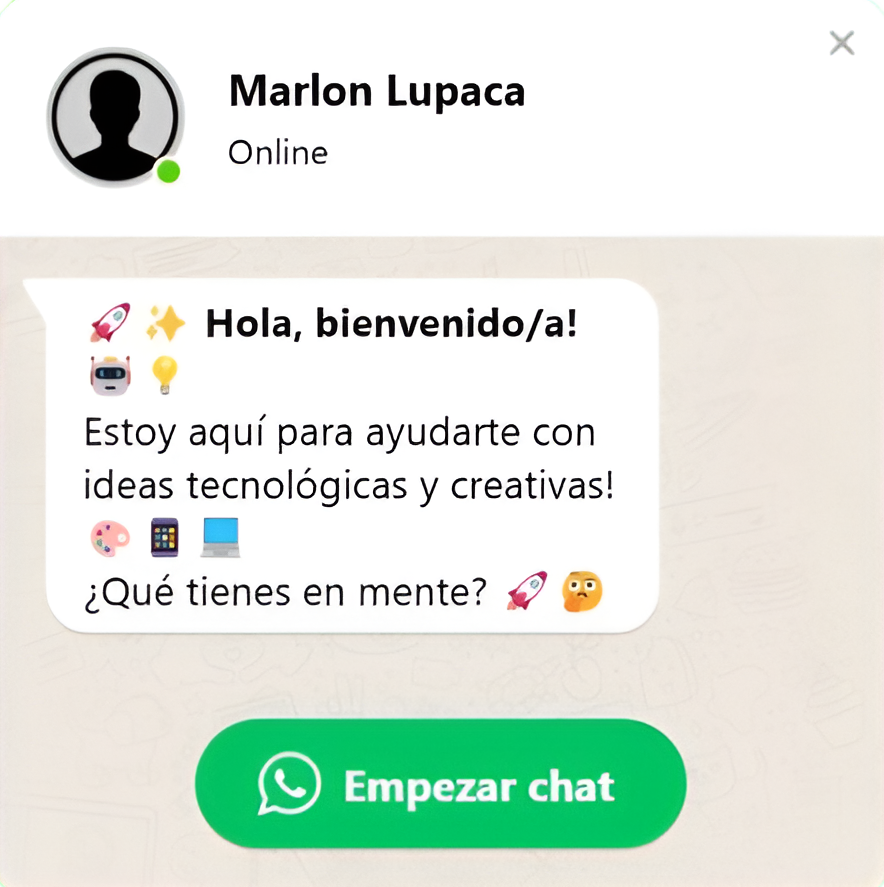 Marlon Lupaca
Online
🚀 ✨ Hola, bienvenido/a!
🤖 💡
Estoy aquí para ayudarte con
ideas tecnológicas y creativas!
🎨 📱 💻
¿Qué tienes en mente? 🚀 🤔
Empezar chat